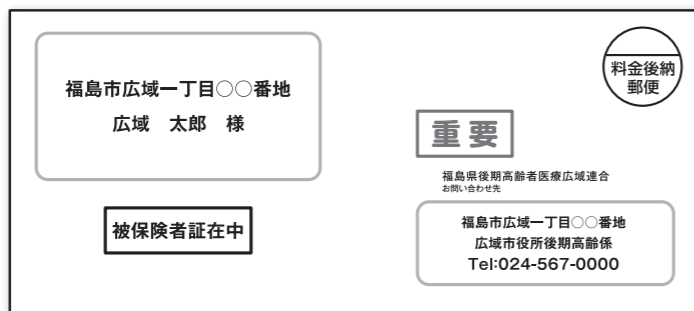 福島市広域一丁目○○番地
広域　太郎　様
料金後納
郵便
重要
福島県後期高齢者医療広域連合
お問い合わせ先
被保険者証在中
福島市広域一丁目○○番地
広域市役所後期高齢係
Tel:024-567-0000